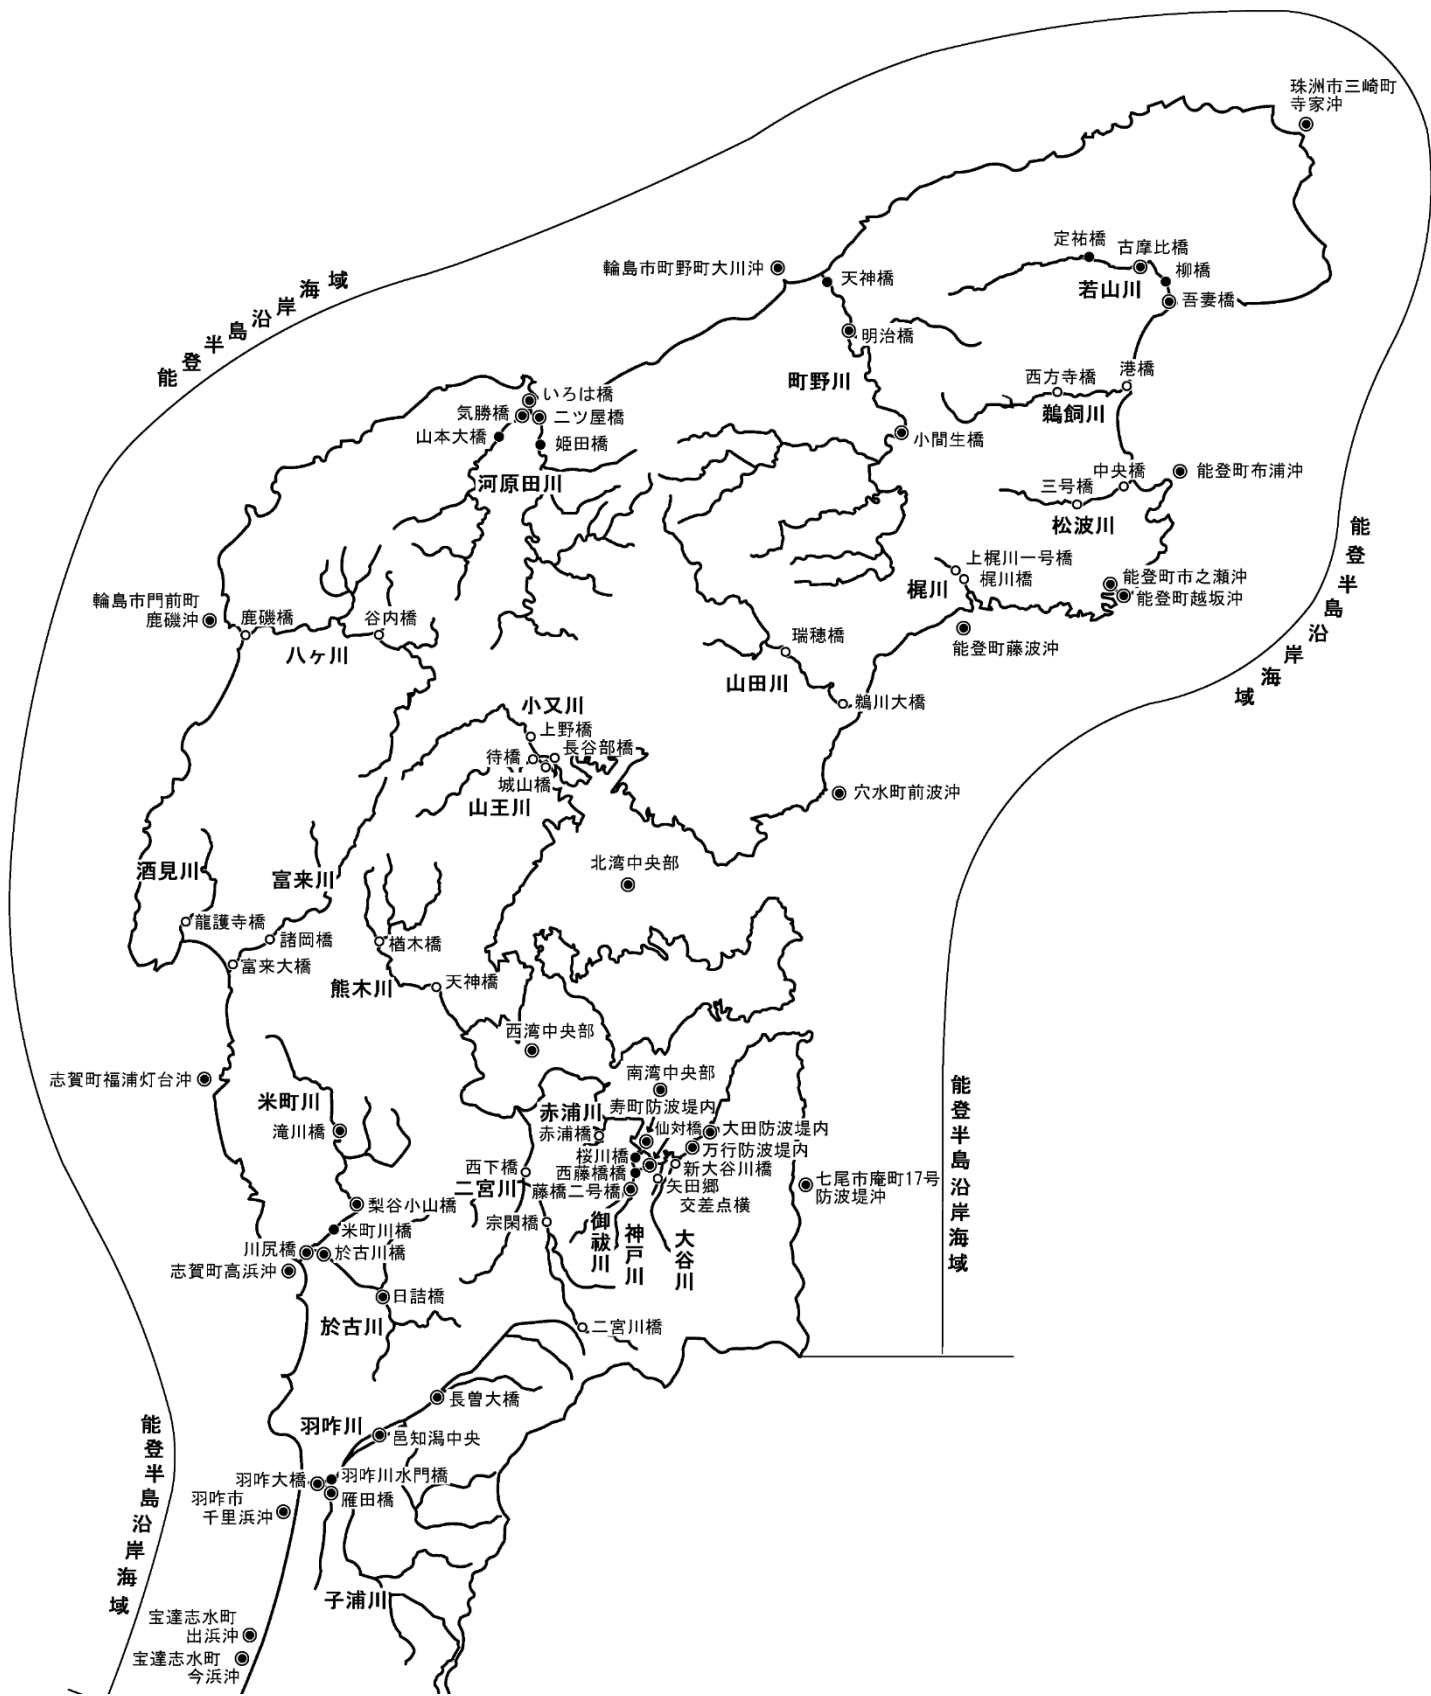 珠洲市三崎町
寺家沖
定祐橋
古摩比橋
柳橋
若山川
吾妻橋
輪島市町野町大川沖
天神橋
明治橋
町野川
港橋
西方寺橋
鵜飼川
小間生橋
中央橋
能登町布浦沖
三号橋
松波川
能登半島沿岸海域
いろは橋
気勝橋
二ツ屋橋
山本大橋
姫田橋
河原田川
能登半島沿岸海域
上梶川一号橋
梶川橋
梶川
能登町市之瀬沖
能登町越坂沖
能登町藤波沖
輪島市門前町
鹿磯沖
鹿磯橋
谷内橋
八ヶ川
瑞穂橋
山田川
鵜川大橋
小又川
上野橋
待橋
長谷部橋
城山橋
山王川
穴水町前波沖
北湾中央部
酒見川
富来川
龍護寺橋
諸岡橋
富来大橋
楢木橋
熊木川
天神橋
西湾中央部
志賀町福浦灯台沖
米町川
滝川橋
南湾中央部
寿町防波堤内
赤浦川
赤浦橋
仙対橋
大田防波堤内
万行防波堤内
桜川橋
西藤橋橋
新大谷川橋
西下橋
二宮川
藤橋二号橋
矢田郷
交差点横
七尾市庵町17号
防波堤沖
能登半島沿岸海域
梨谷小山橋
米町川橋
宗閑橋
御祓川
神戸川
大谷川
川尻橋
於古川橋
志賀町高浜沖
日詰橋
於古川
二宮川橋
長曽大橋
羽咋川
邑知潟中央
羽咋大橋
羽咋川水門橋
雁田橋
羽咋市
千里浜沖
能登半島沿岸海域
子浦川
宝達志水町
出浜沖
宝達志水町
今浜沖